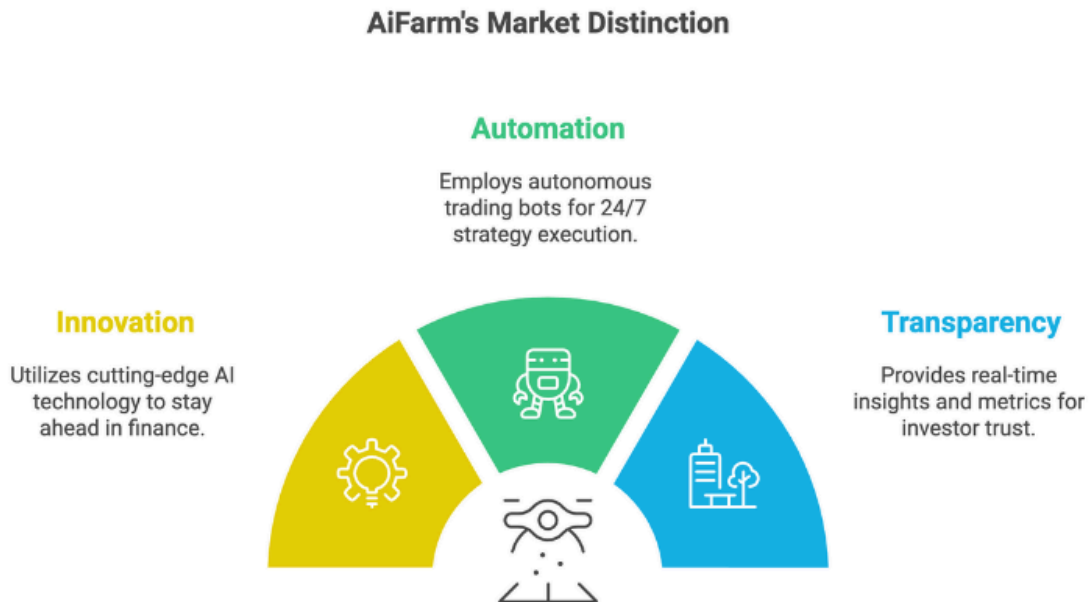 AiFarm's Market Distinction
Automation
Employs autonomous
trading bots for 24/7
strategy execution.
Innovation
Utilizes cutting-edge AI
technology to stay
ahead in finance.
Transparency
Provides real-time
insights and metrics for
investor trust.